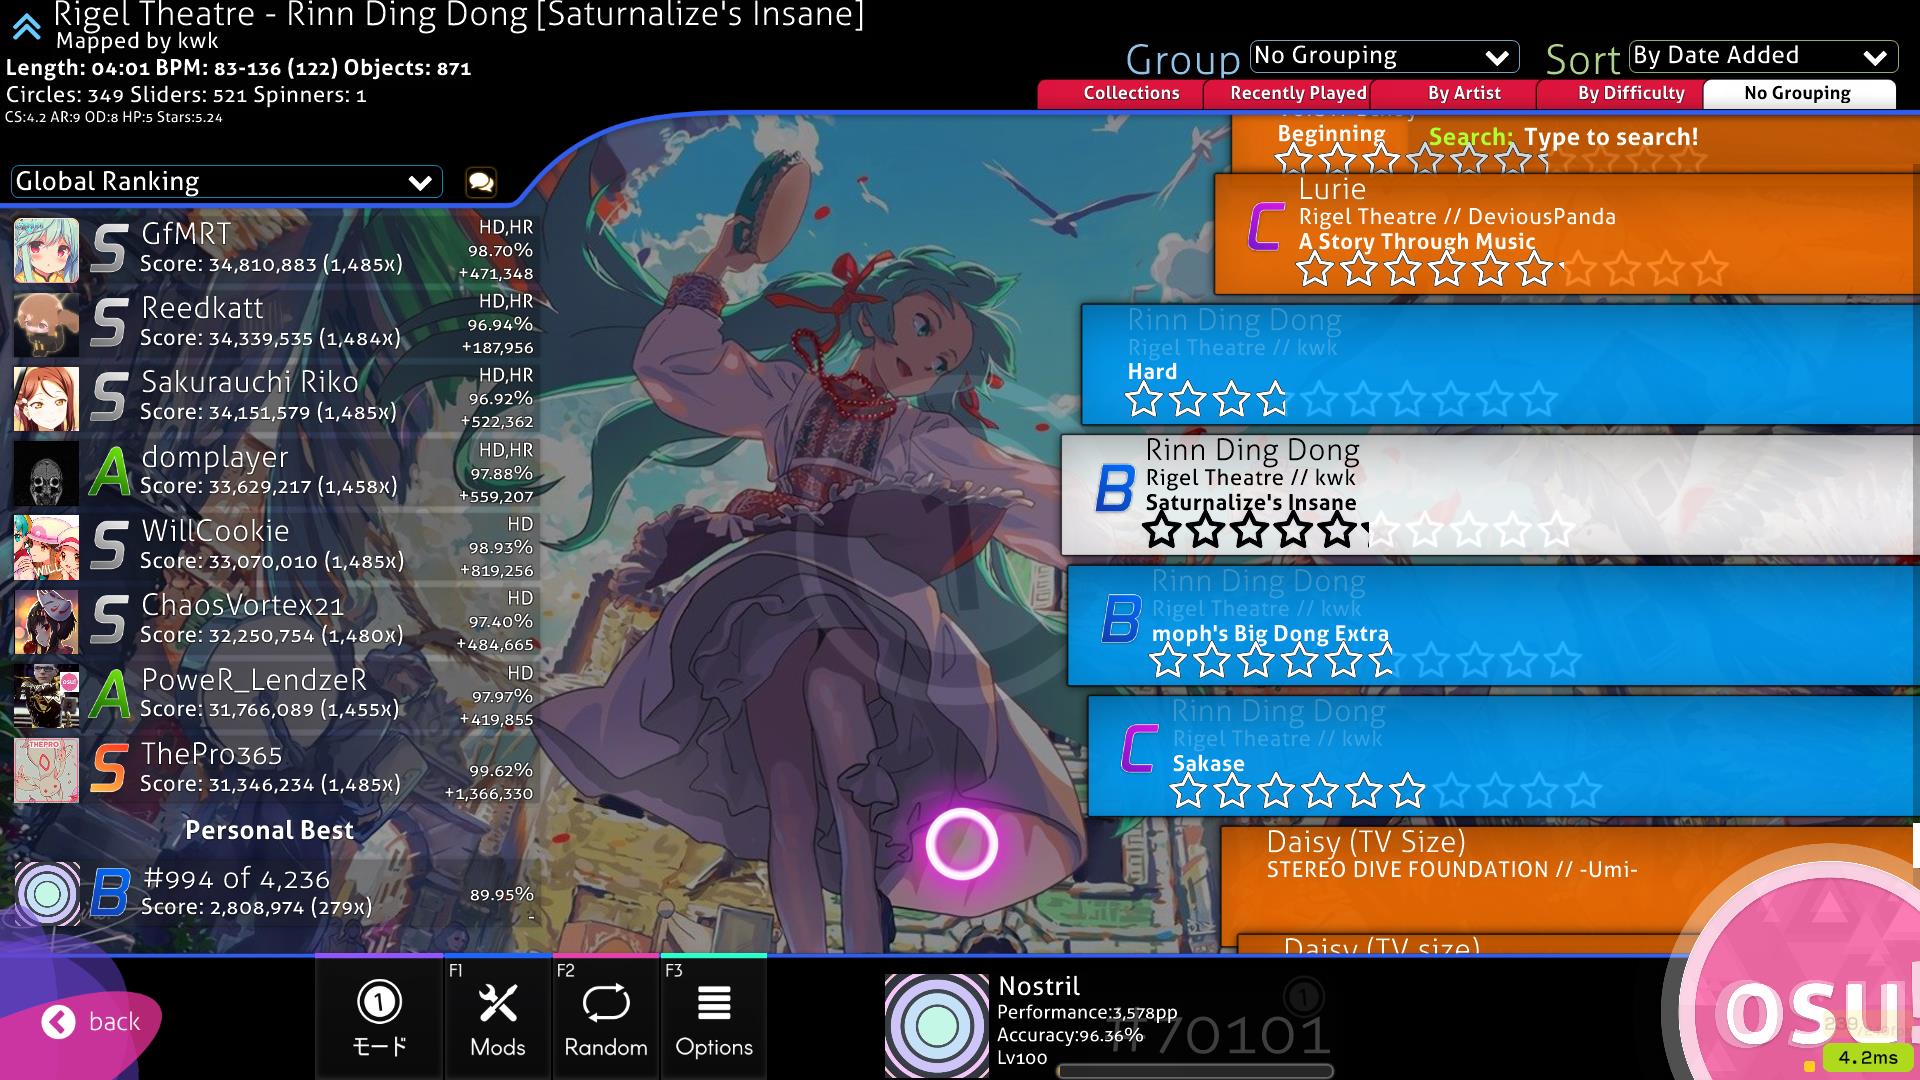 Rigel Theatre - Rinn Ding Dong [Saturnalize's Insane]
Mapped by kwk
Length: 04:01 BPM: 83-136 (122) Objects: 871
Circles: 349 Sliders: 521 Spinners: 1
CS:4.2 AR:9 OD:8 HP:5 Stars:5.24
Group No Grouping
Sort By Date Added
Collections
Recently Played
By Artist
By Difficulty
No Grouping
Global Ranking
GfMRT
Score: 34,810,883 (1,485x)
HD,HR
98.70%
+471,348
Reedkatt
Score: 34,339,535 (1,484x)
HD,HR
96.94%
+187,956
Sakurauchi Riko
Score: 34,151,579 (1,485x)
HD,HR
96.92%
+522,362
domplayer
Score: 33,629,217 (1,458x)
HD,HR
97.88%
+559,207
WillCookie
Score: 33,070,010 (1,485x)
HD
98.93%
+819,256
ChaosVortex21
Score: 32,250,754 (1,480x)
HD
97.40%
+484,665
PoweR_LendzeR
Score: 31,766,089 (1,455x)
HD
97.97%
+419,855
ThePro365
Score: 31,346,234 (1,485x)
99.62%
+1,366,330
Personal Best
B
#994 of 4,236
Score: 2,808,974 (279x)
89.95%
-
Beginning
Search: Type to search!
C
Lurie
Rigel Theatre // DeviousPanda
A Story Through Music
Rinn Ding Dong
Rigel Theatre // kwk
Hard
B
Rinn Ding Dong
Rigel Theatre // kwk
Saturnalize's Insane
B
Rinn Ding Dong
Rigel Theatre // kwk
moph's Big Dong Extra
C
Rinn Ding Dong
Rigel Theatre // kwk
Sakase
Daisy (TV Size)
STEREO DIVE FOUNDATION // -Umi-
Daisy (TV size)
back
モード
F1
Mods
F2
Random
F3
Options
Nostril
Performance:3,578pp
Accuracy:96.36%
Lv100
#70101
osu!
4.2ms